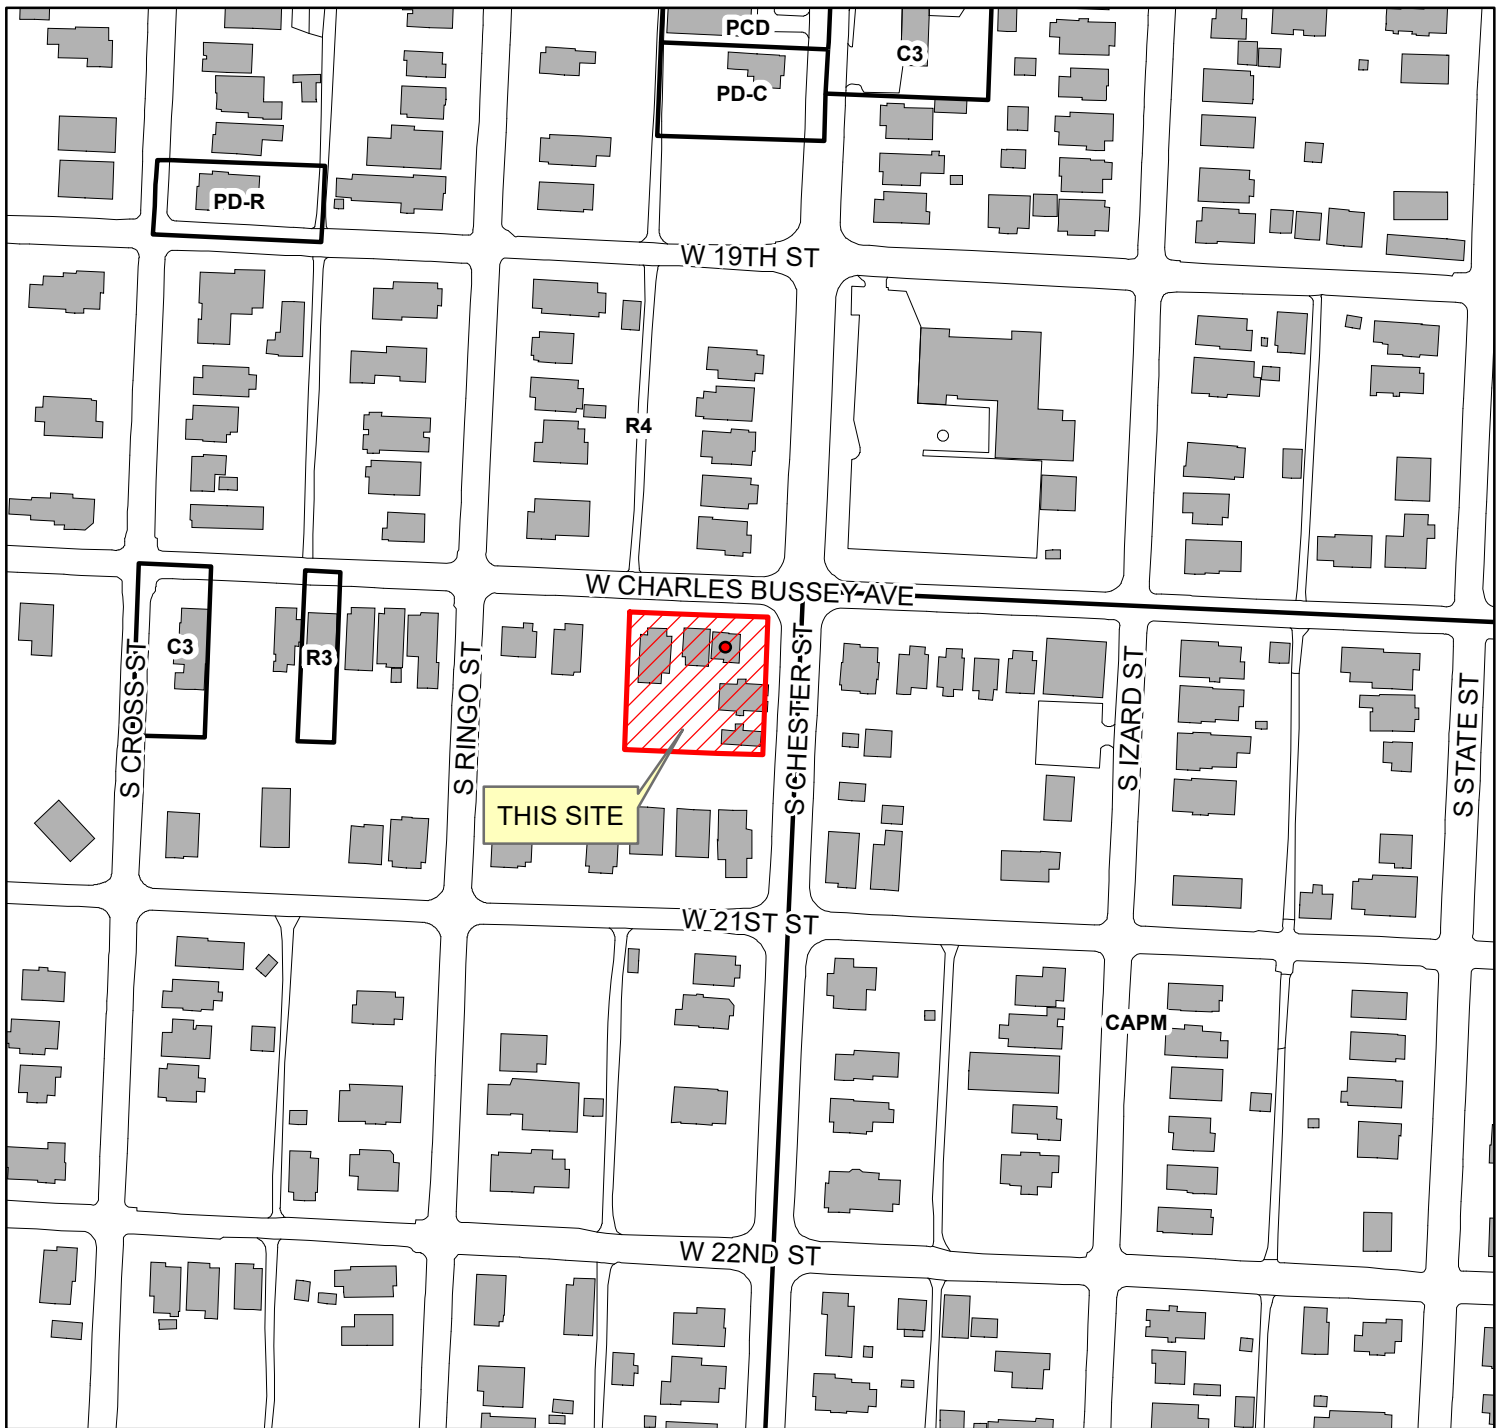 PCD
C3
PD-C
PD-R
W 19TH ST
R4
W CHARLES BUSSEY AVE
C3
R3
S CROSS ST
S RINGO ST
S CHESTER ST
S IZARD ST
S STATE ST
THIS SITE
W 21ST ST
CAPM
W 22ND ST